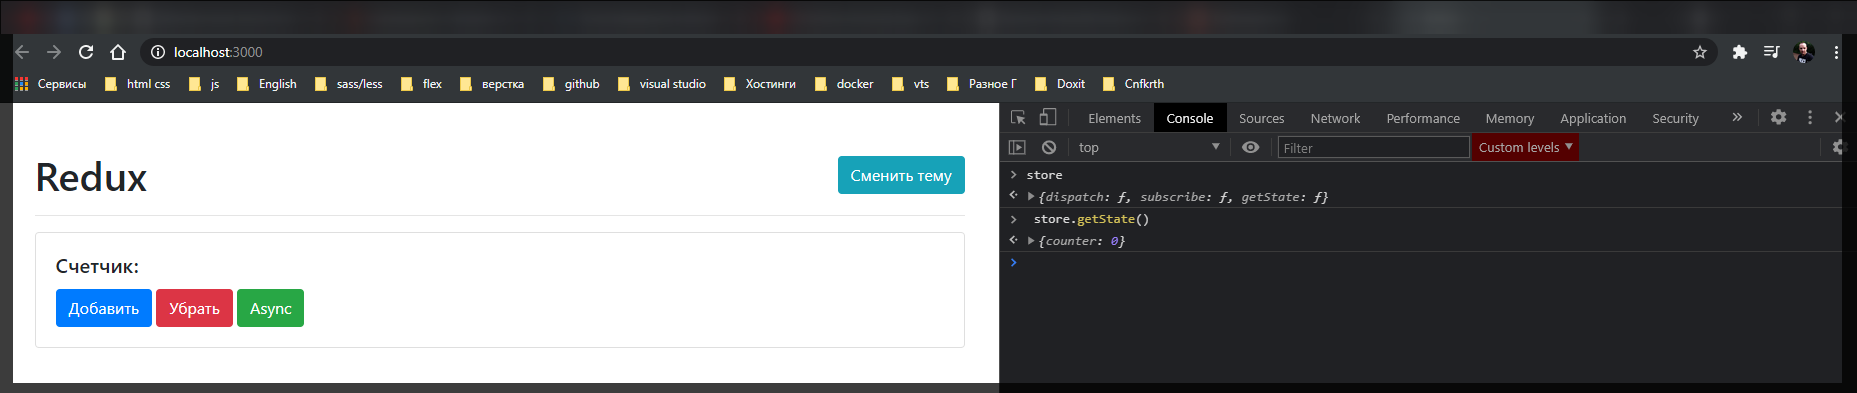 localhost:3000
Сервисы html css js English sass/less flex верстка github visual studio Хостинги docker vts Разное Г Doxit Cnfkrth
Elements Console Sources Network Performance Memory Application Security »
top Filter Custom levels
Redux
Сменить тему
Счетчик:
Добавить Убрать Async
> store
{dispatch: ƒ, subscribe: ƒ, getState: ƒ}
> store.getState()
{counter: 0}
>